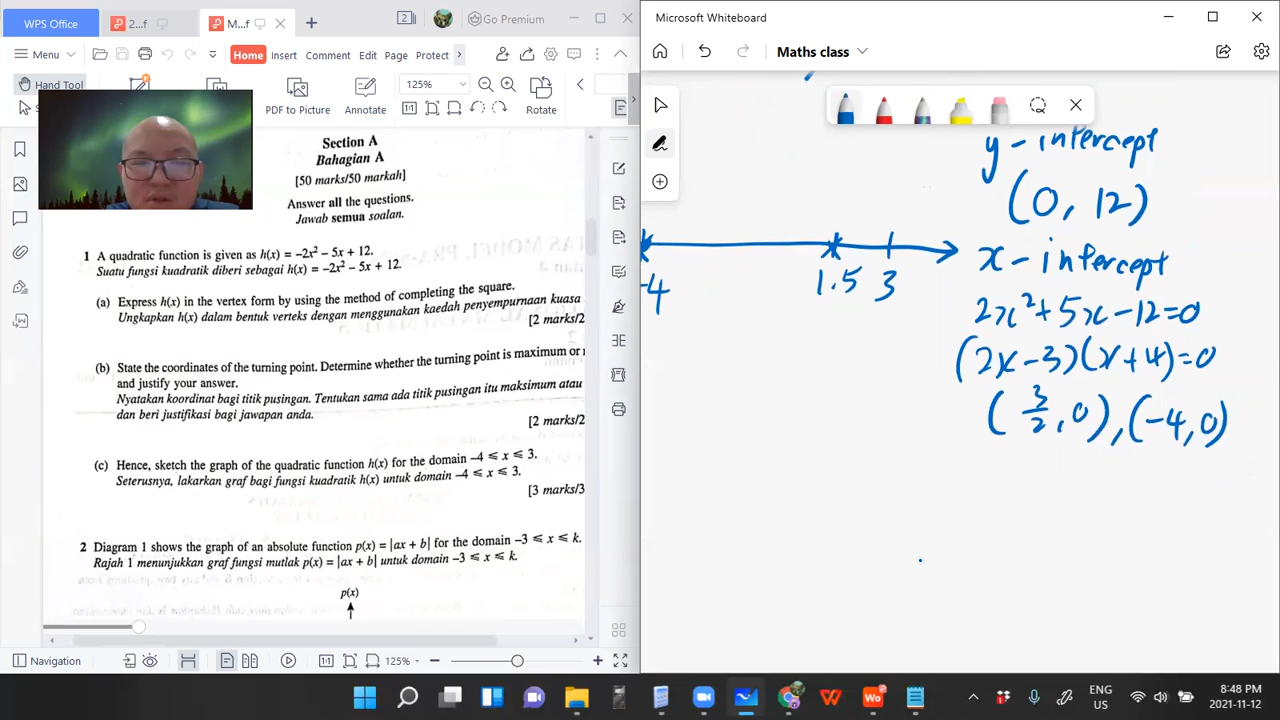 WPS Office
2...f
M...f
Go Premium
Menu
Home
Insert
Comment
Edit
Page
Protect
Hand Tool
PDF to Picture
Annotate
125%
Rotate
Section A
Bahagian A
[50 marks/50 markah]
Answer all the questions.
Jawab semua soalan.
1 A quadratic function is given as h(x) = –2x² – 5x + 12.
Suatu fungsi kuadratik diberi sebagai h(x) = –2x² – 5x + 12.
(a) Express h(x) in the vertex form by using the method of completing the square.
Ungkapkan h(x) dalam bentuk verteks dengan menggunakan kaedah penyempurnaan kuasa
[2 marks/2
(b) State the coordinates of the turning point. Determine whether the turning point is maximum or
and justify your answer.
Nyatakan koordinat bagi titik pusingan. Tentukan sama ada titik pusingan itu maksimum atau
dan beri justifikasi bagi jawapan anda.
[2 marks/2
(c) Hence, sketch the graph of the quadratic function h(x) for the domain –4 ≤ x ≤ 3.
Seterusnya, lakarkan graf bagi fungsi kuadratik h(x) untuk domain –4 ≤ x ≤ 3.
[3 marks/3
2 Diagram 1 shows the graph of an absolute function p(x) = |ax + b| for the domain –3 ≤ x ≤ k.
Rajah 1 menunjukkan graf fungsi mutlak p(x) = |ax + b| untuk domain –3 ≤ x ≤ k.
p(x)
Navigation
125%
Microsoft Whiteboard
Maths class
y - intercept
(0, 12)
x - intercept
-4 1.5 3
2x²+5x-12=0
(2x-3)(x+4)=0
(3/2, 0), (-4, 0)
ENG
US
8:48 PM
2021-11-12